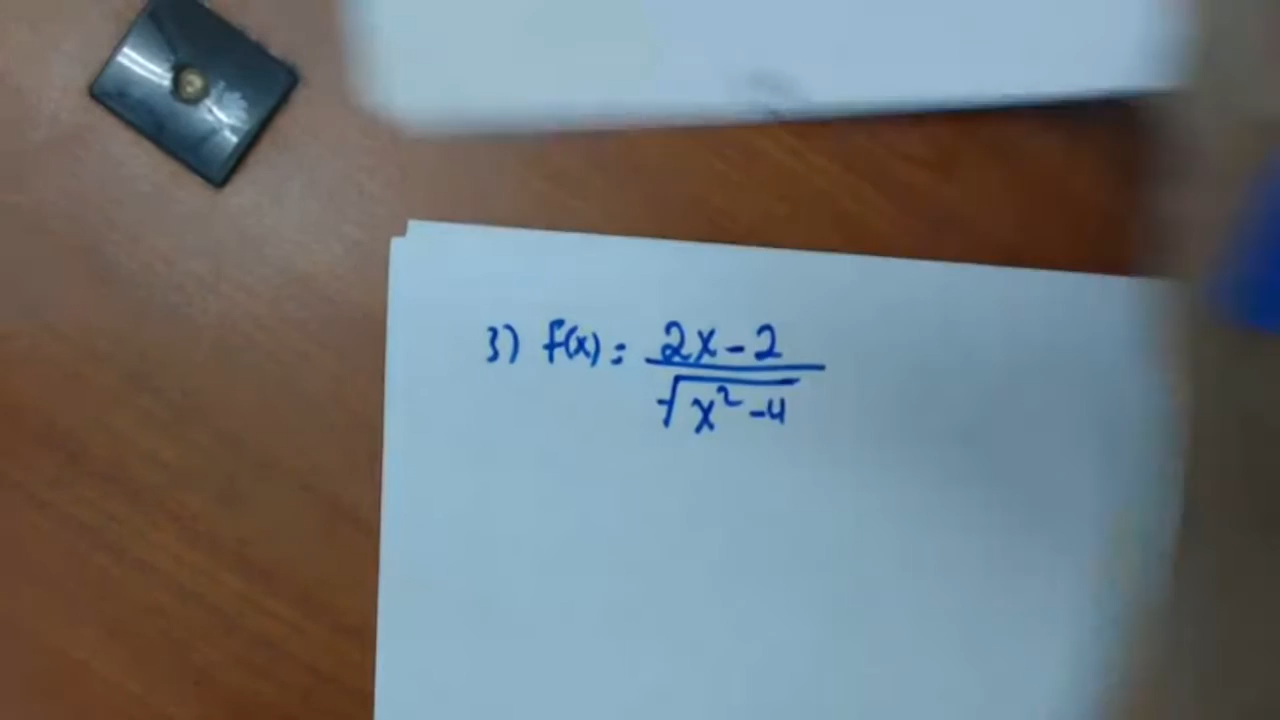 3) f(x) = (2x - 2) / √(x² - 4)